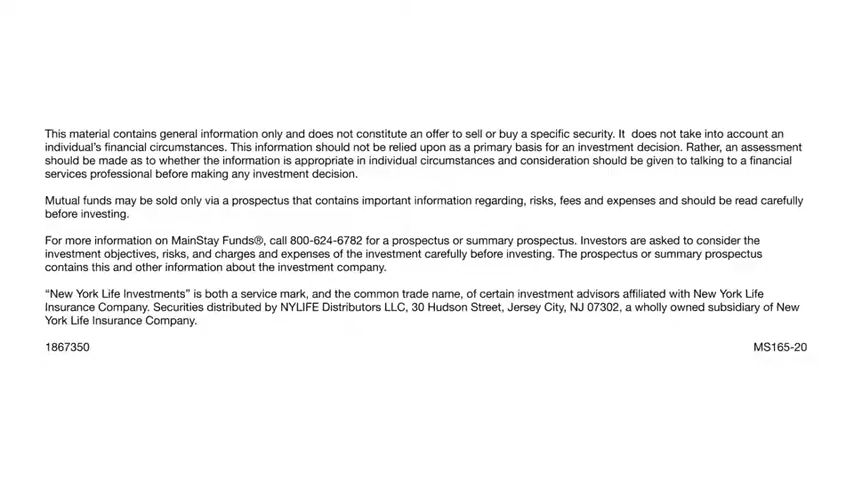 This material contains general information only and does not constitute an offer to sell or buy a specific security. It  does not take into account an
individual's financial circumstances. This information should not be relied upon as a primary basis for an investment decision. Rather, an assessment
should be made as to whether the information is appropriate in individual circumstances and consideration should be given to talking to a financial
services professional before making any investment decision.
Mutual funds may be sold only via a prospectus that contains important information regarding, risks, fees and expenses and should be read carefully
before investing.
For more information on MainStay Funds®, call 800-624-6782 for a prospectus or summary prospectus. Investors are asked to consider the
investment objectives, risks, and charges and expenses of the investment carefully before investing. The prospectus or summary prospectus
contains this and other information about the investment company.
“New York Life Investments” is both a service mark, and the common trade name, of certain investment advisors affiliated with New York Life
Insurance Company. Securities distributed by NYLIFE Distributors LLC, 30 Hudson Street, Jersey City, NJ 07302, a wholly owned subsidiary of New
York Life Insurance Company.
1867350 MS165-20